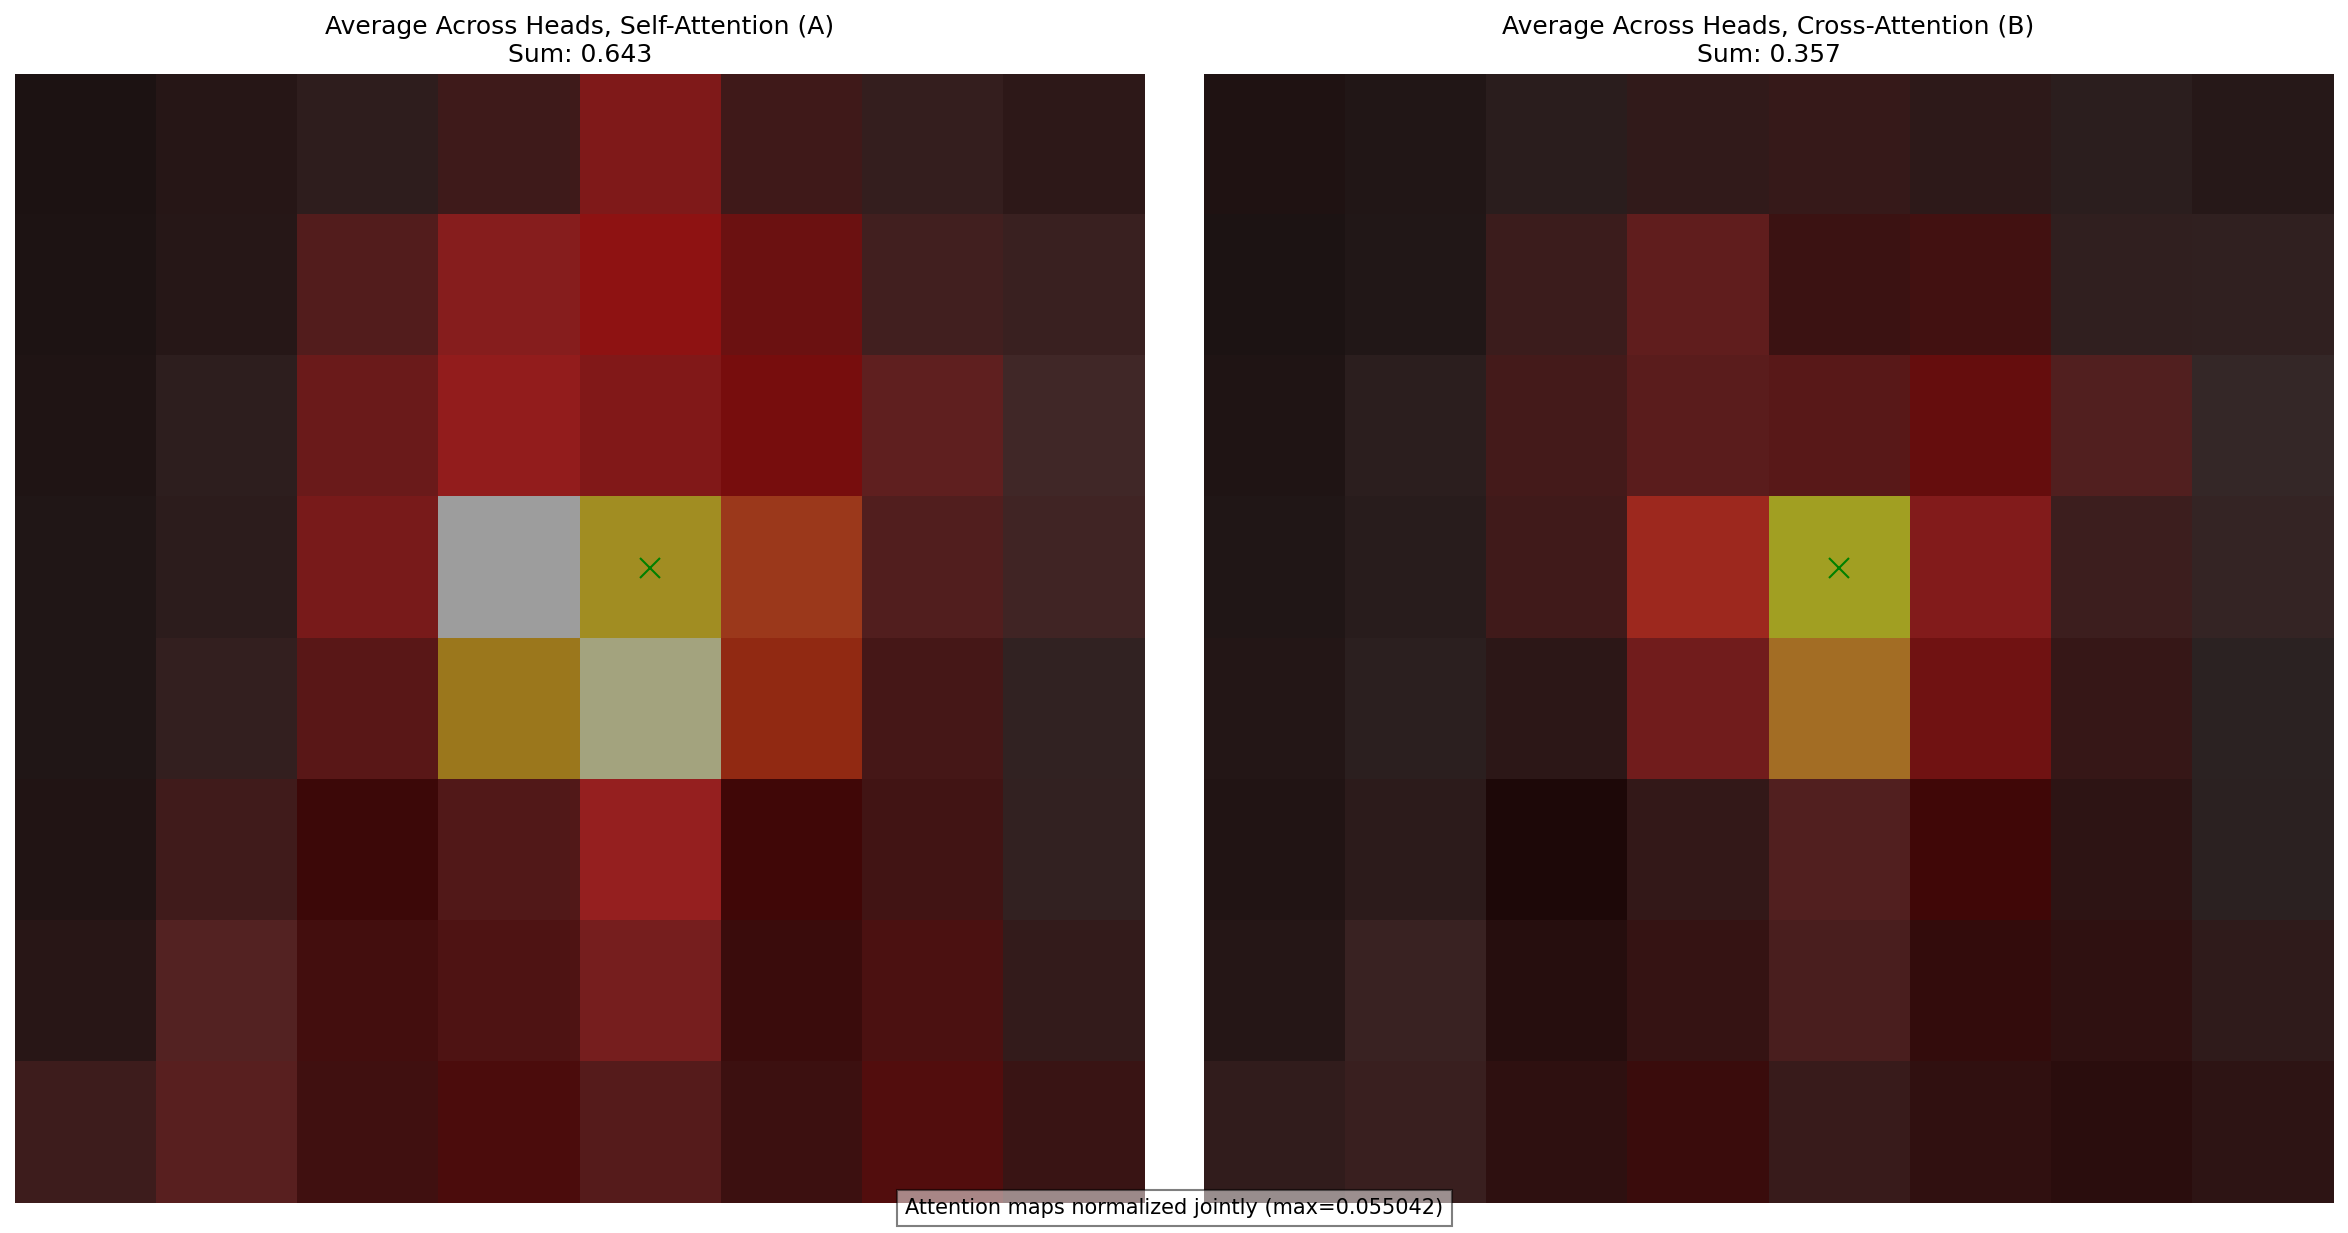 Average Across Heads, Self-Attention (A)
Sum: 0.643
Average Across Heads, Cross-Attention (B)
Sum: 0.357
Attention maps normalized jointly (max=0.055042)